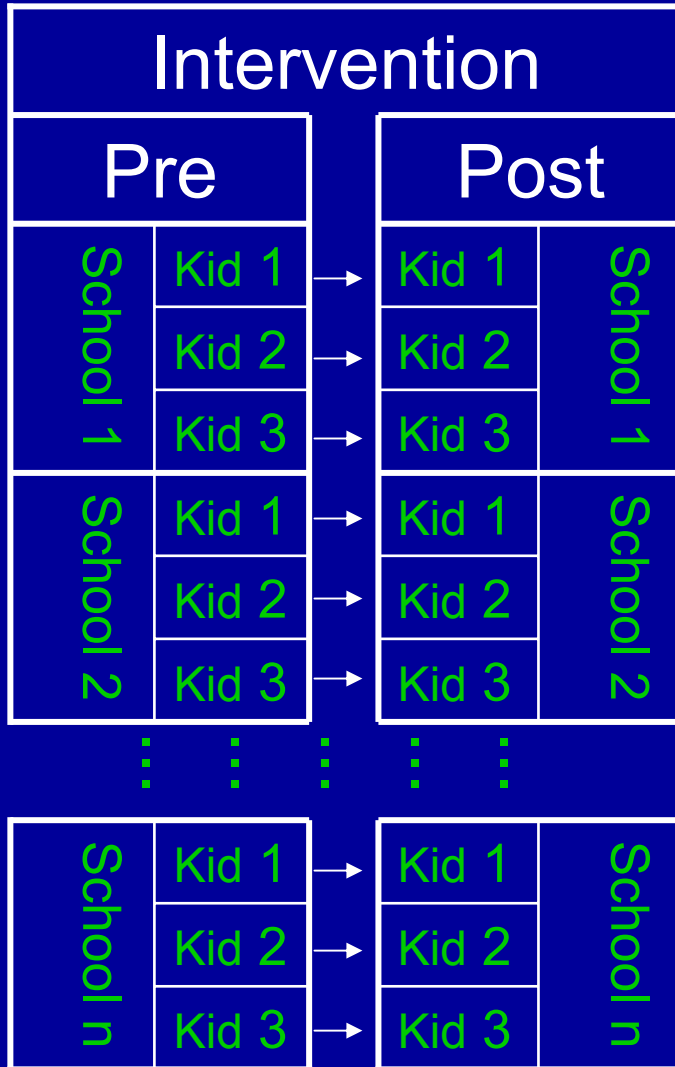 Intervention
Pre Post
School 1 Kid 1 Kid 1 School 1
Kid 2 Kid 2
Kid 3 Kid 3
School 2 Kid 1 Kid 1 School 2
Kid 2 Kid 2
Kid 3 Kid 3
School n Kid 1 Kid 1 School n
Kid 2 Kid 2
Kid 3 Kid 3